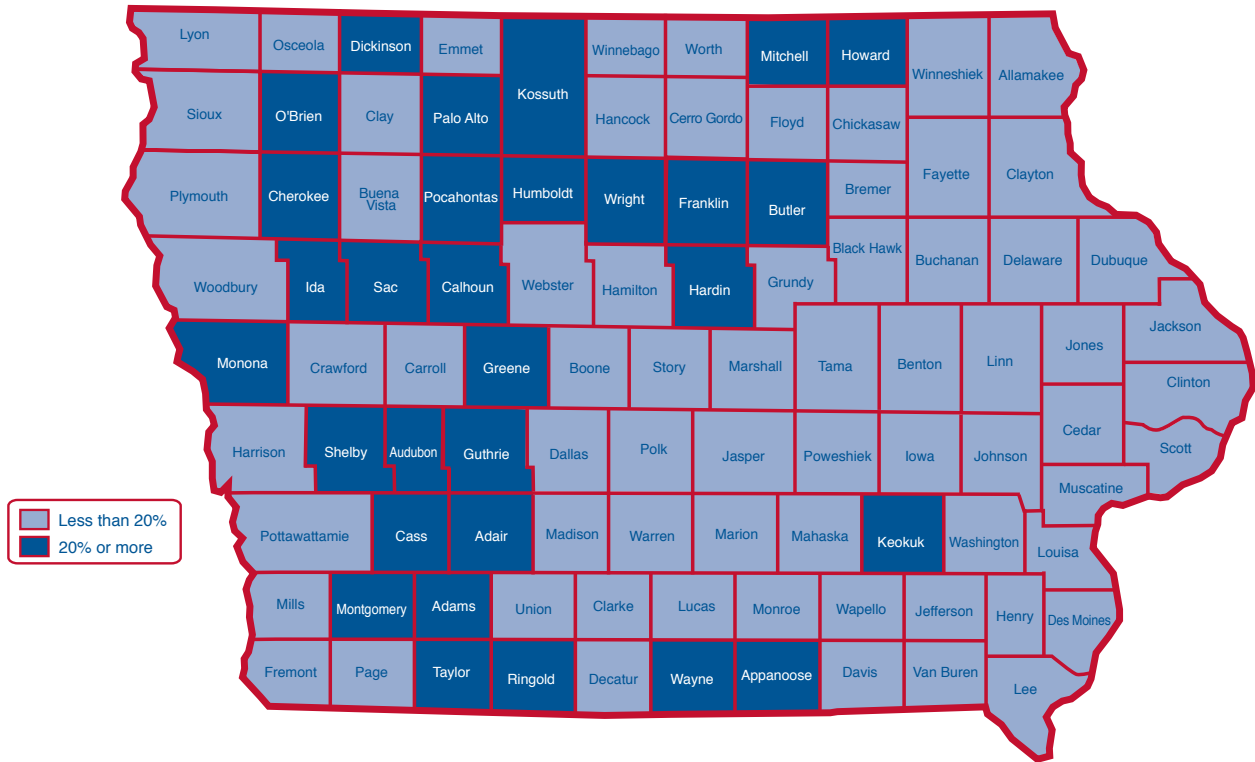 Lyon
Osceola
Dickinson
Emmet
Kossuth
Winnebago
Worth
Mitchell
Howard
Winneshiek
Allamakee
Sioux
O'Brien
Clay
Palo Alto
Hancock
Cerro Gordo
Floyd
Chickasaw
Plymouth
Cherokee
Buena
Vista
Pocahontas
Humboldt
Wright
Franklin
Butler
Bremer
Fayette
Clayton
Woodbury
Ida
Sac
Calhoun
Webster
Hamilton
Hardin
Grundy
Black Hawk
Buchanan
Delaware
Dubuque
Monona
Crawford
Carroll
Greene
Boone
Story
Marshall
Tama
Benton
Linn
Jones
Jackson
Clinton
Harrison
Shelby
Audubon
Guthrie
Dallas
Polk
Jasper
Poweshiek
Iowa
Johnson
Cedar
Scott
Muscatine
Less than 20%
20% or more
Pottawattamie
Cass
Adair
Madison
Warren
Marion
Mahaska
Keokuk
Washington
Louisa
Mills
Montgomery
Adams
Union
Clarke
Lucas
Monroe
Wapello
Jefferson
Henry
Des Moines
Fremont
Page
Taylor
Ringold
Decatur
Wayne
Appanoose
Davis
Van Buren
Lee